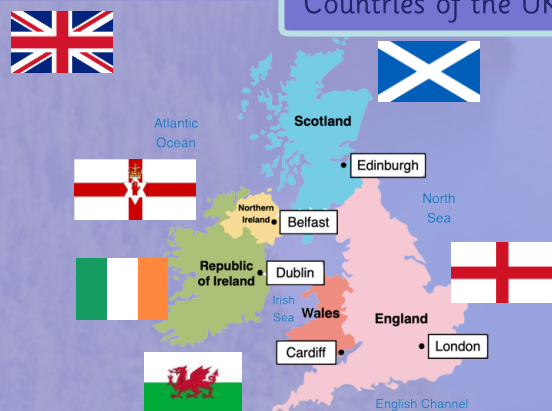 Countries of the UK
Atlantic
Ocean
Scotland
Edinburgh
North
Sea
Northern
Ireland
Belfast
Republic
of Ireland
Dublin
Irish
Sea
Wales
England
Cardiff
London
English Channel